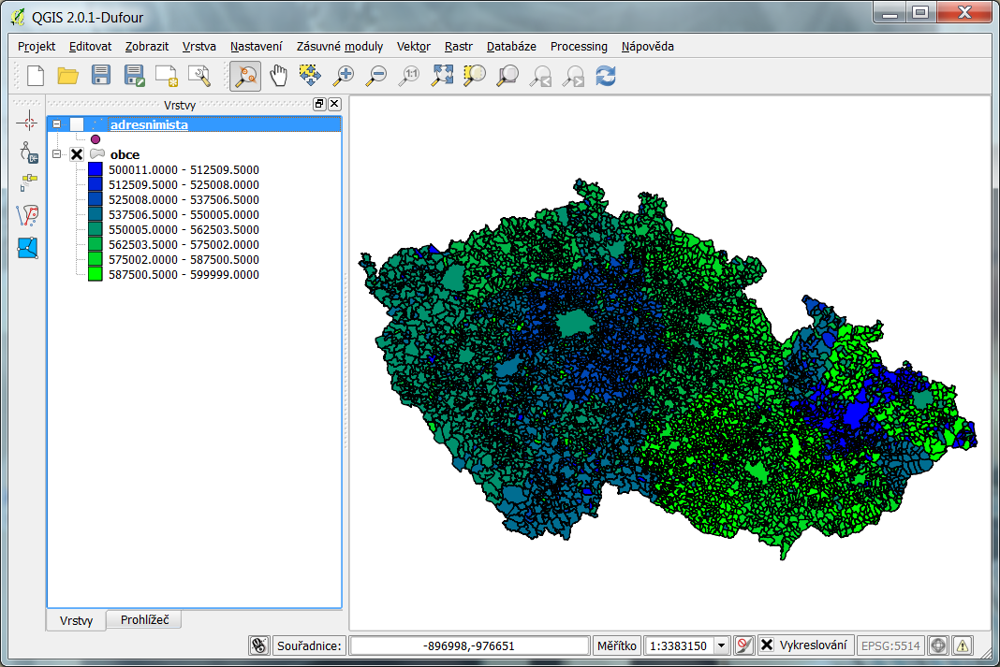 QGIS 2.0.1-Dufour
Projekt Editovat Zobrazit Vrstva Nastavení Zásuvné moduly Vektor Rastr Databáze Processing Nápověda
1:1
Vrstvy
adresnimista
obce
500011.0000 - 512509.5000
512509.5000 - 525008.0000
525008.0000 - 537506.5000
537506.5000 - 550005.0000
550005.0000 - 562503.5000
562503.5000 - 575002.0000
575002.0000 - 587500.5000
587500.5000 - 599999.0000
Vrstvy Prohlížeč
Souřadnice: -896998,-976651 Měřítko 1:3383150 Vykreslování EPSG:5514